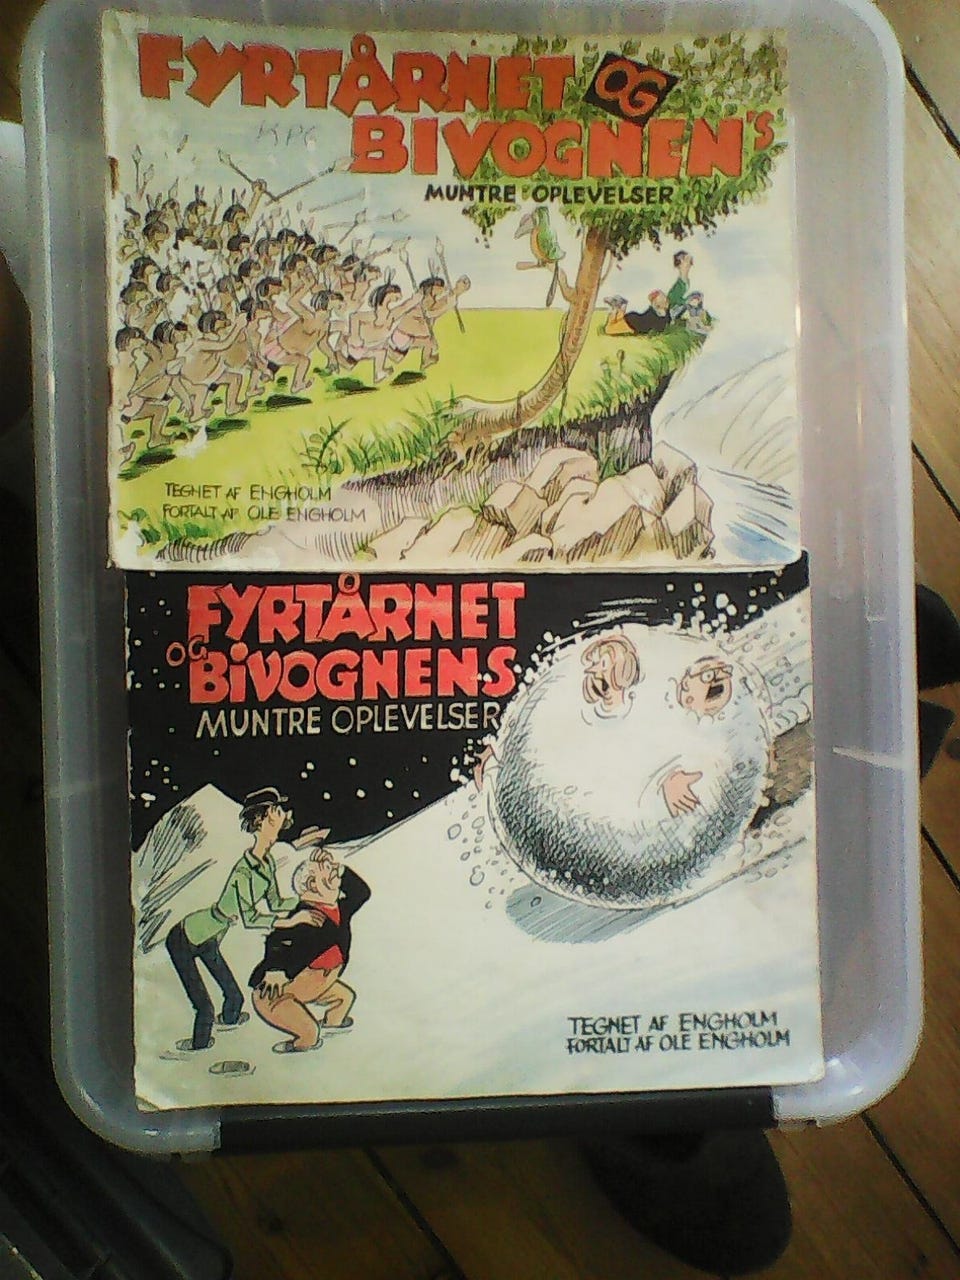 FYRTÅRNET OG
BIVOGNEN'S
MUNTRE OPLEVELSER
TEGNET AF ENGHOLM
FORTALT AF OLE ENGHOLM
FYRTÅRNET
OG BIVOGNENS
MUNTRE OPLEVELSER
TEGNET AF ENGHOLM
FORTALT AF OLE ENGHOLM